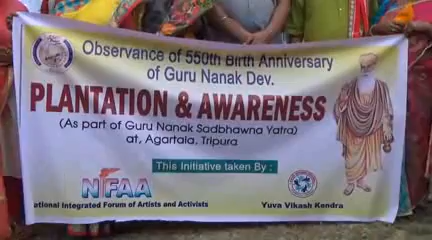 Observance of 550th Birth Anniversary
of Guru Nanak Dev.
PLANTATION & AWARENESS
(As part of Guru Nanak Sadbhawna Yatra)
at, Agartala, Tripura
This Initiative taken By :
NIFAA
National Integrated Forum of Artists and Activists
Yuva Vikash Kendra